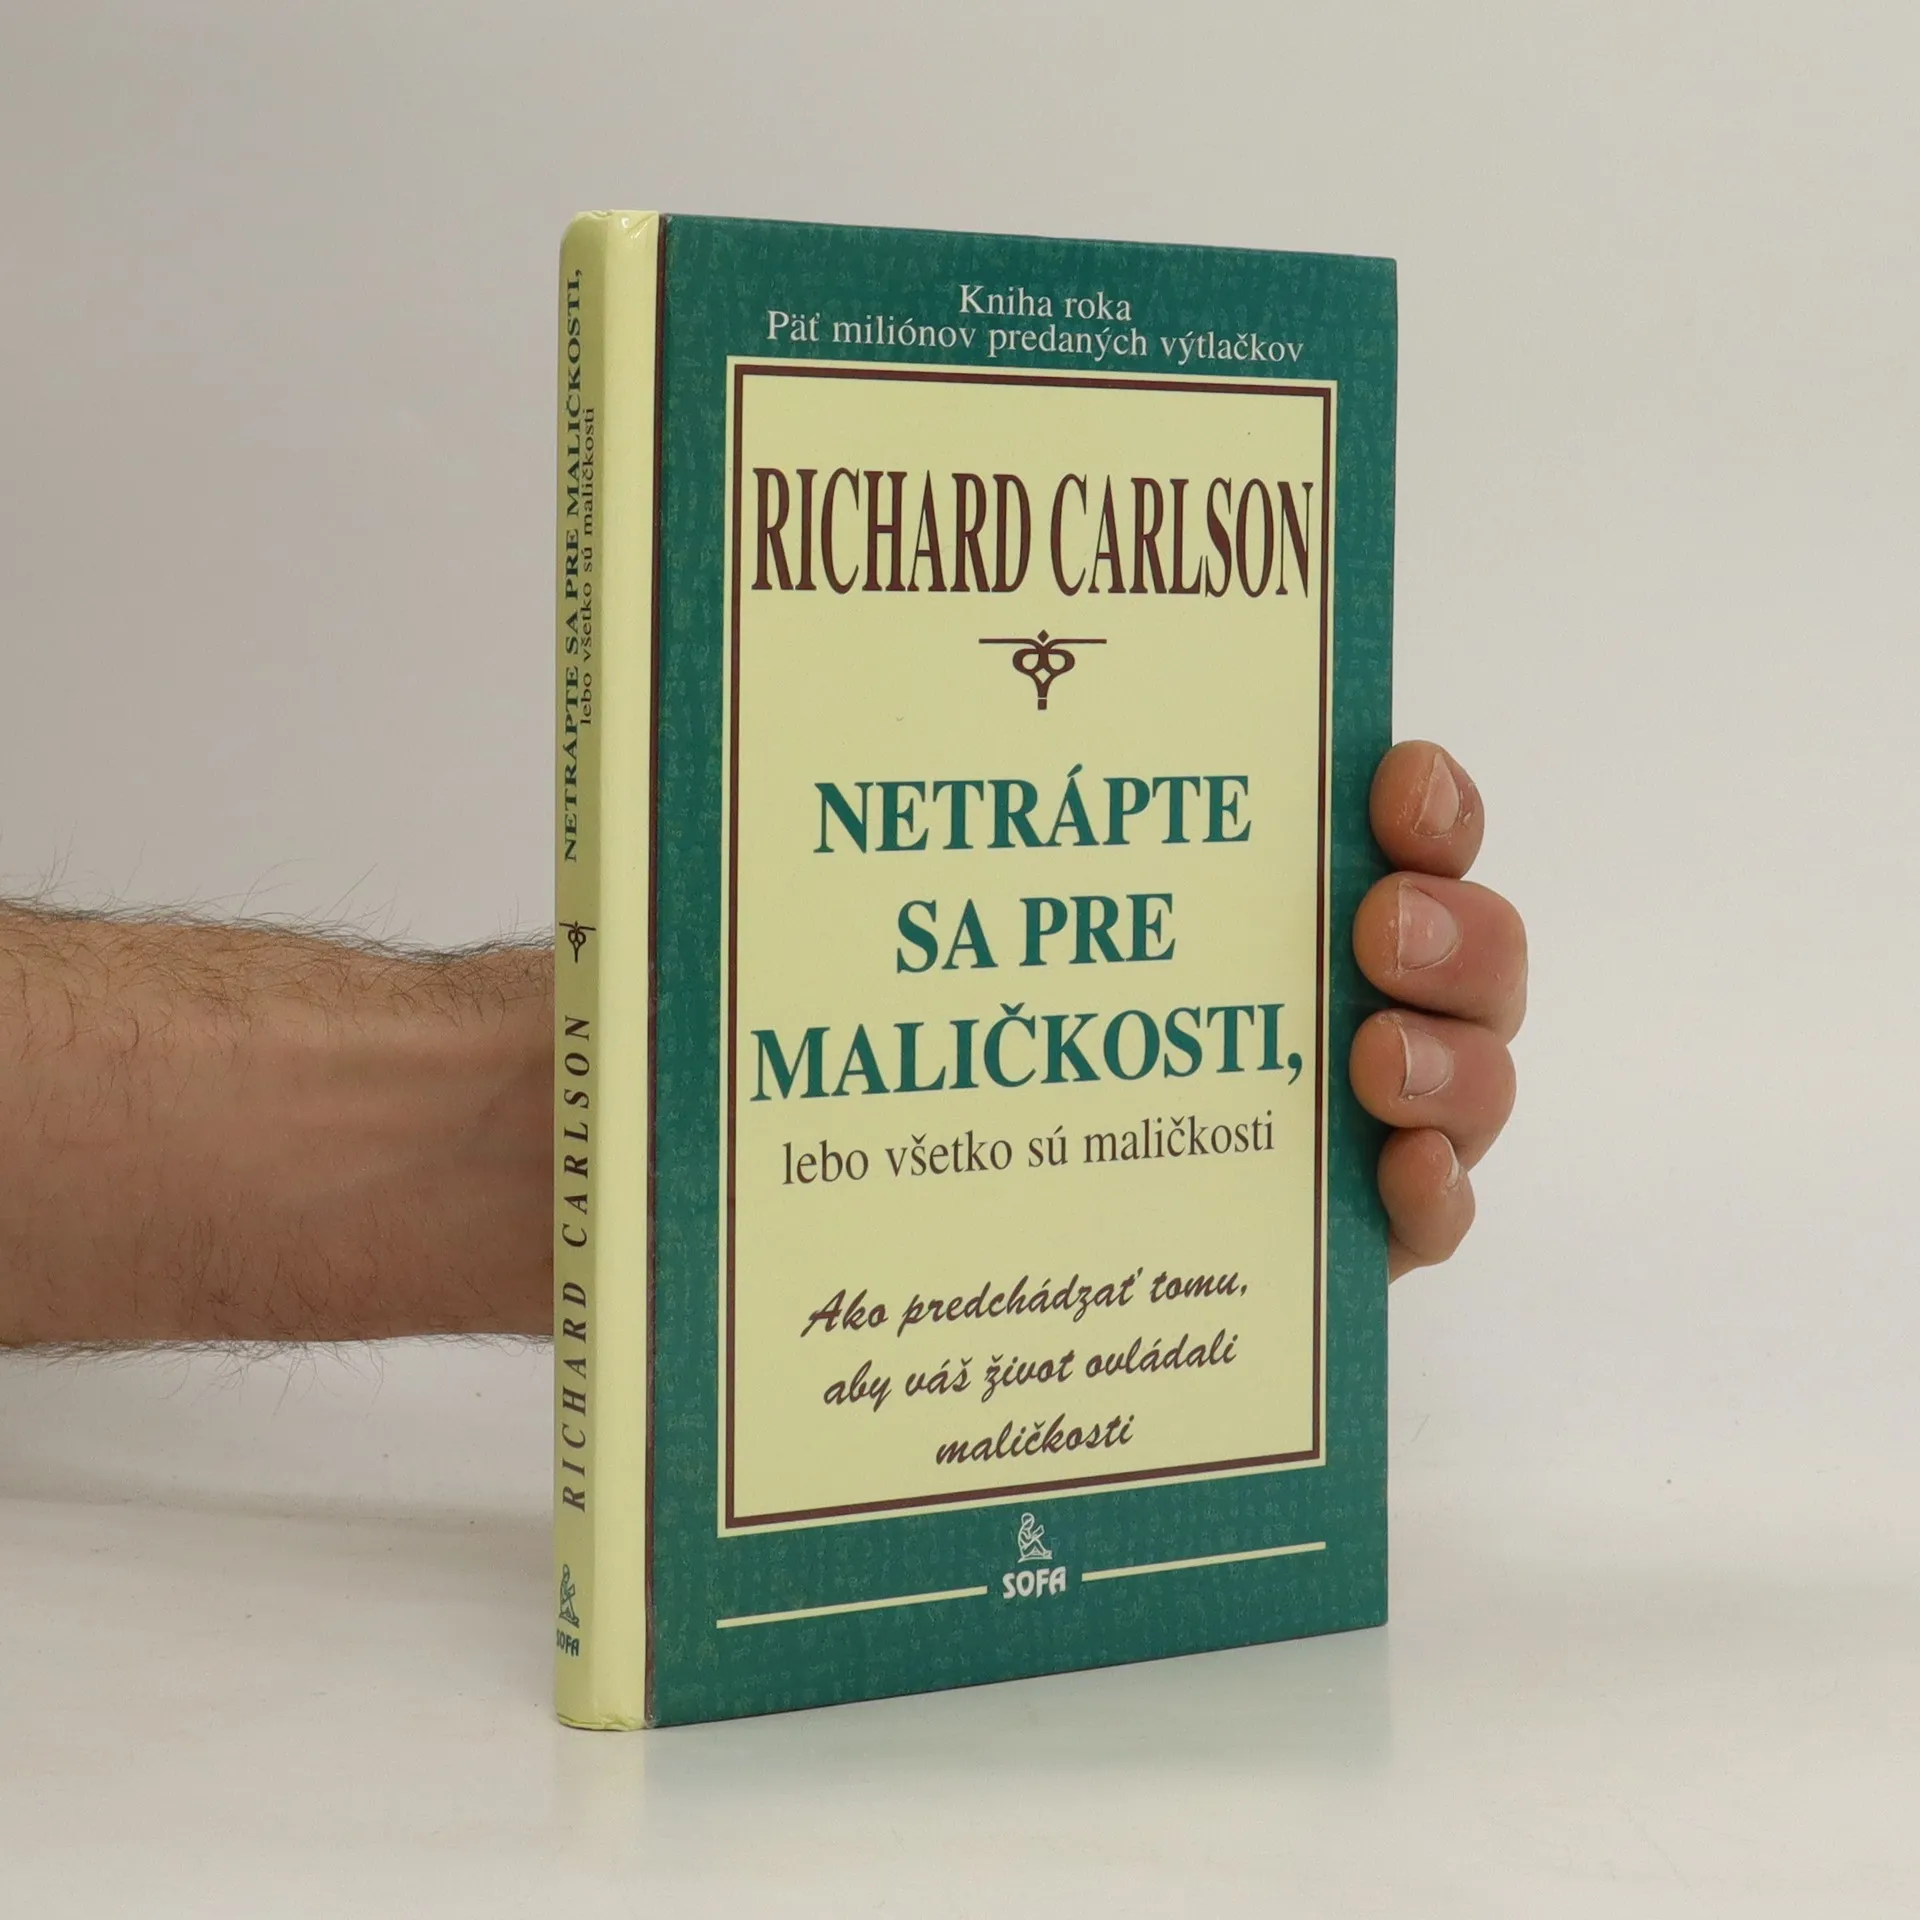 Kniha roka
Päť miliónov predaných výtlačkov
RICHARD CARLSON
NETRÁPTE
SA PRE
MALIČKOSTI,
lebo všetko sú maličkosti
Ako predchádzať tomu,
aby váš život ovládali
maličkosti
SOFA
RICHARD CARLSON
NETRÁPTE SA PRE MALIČKOSTI,
lebo všetko sú maličkosti
SOFA